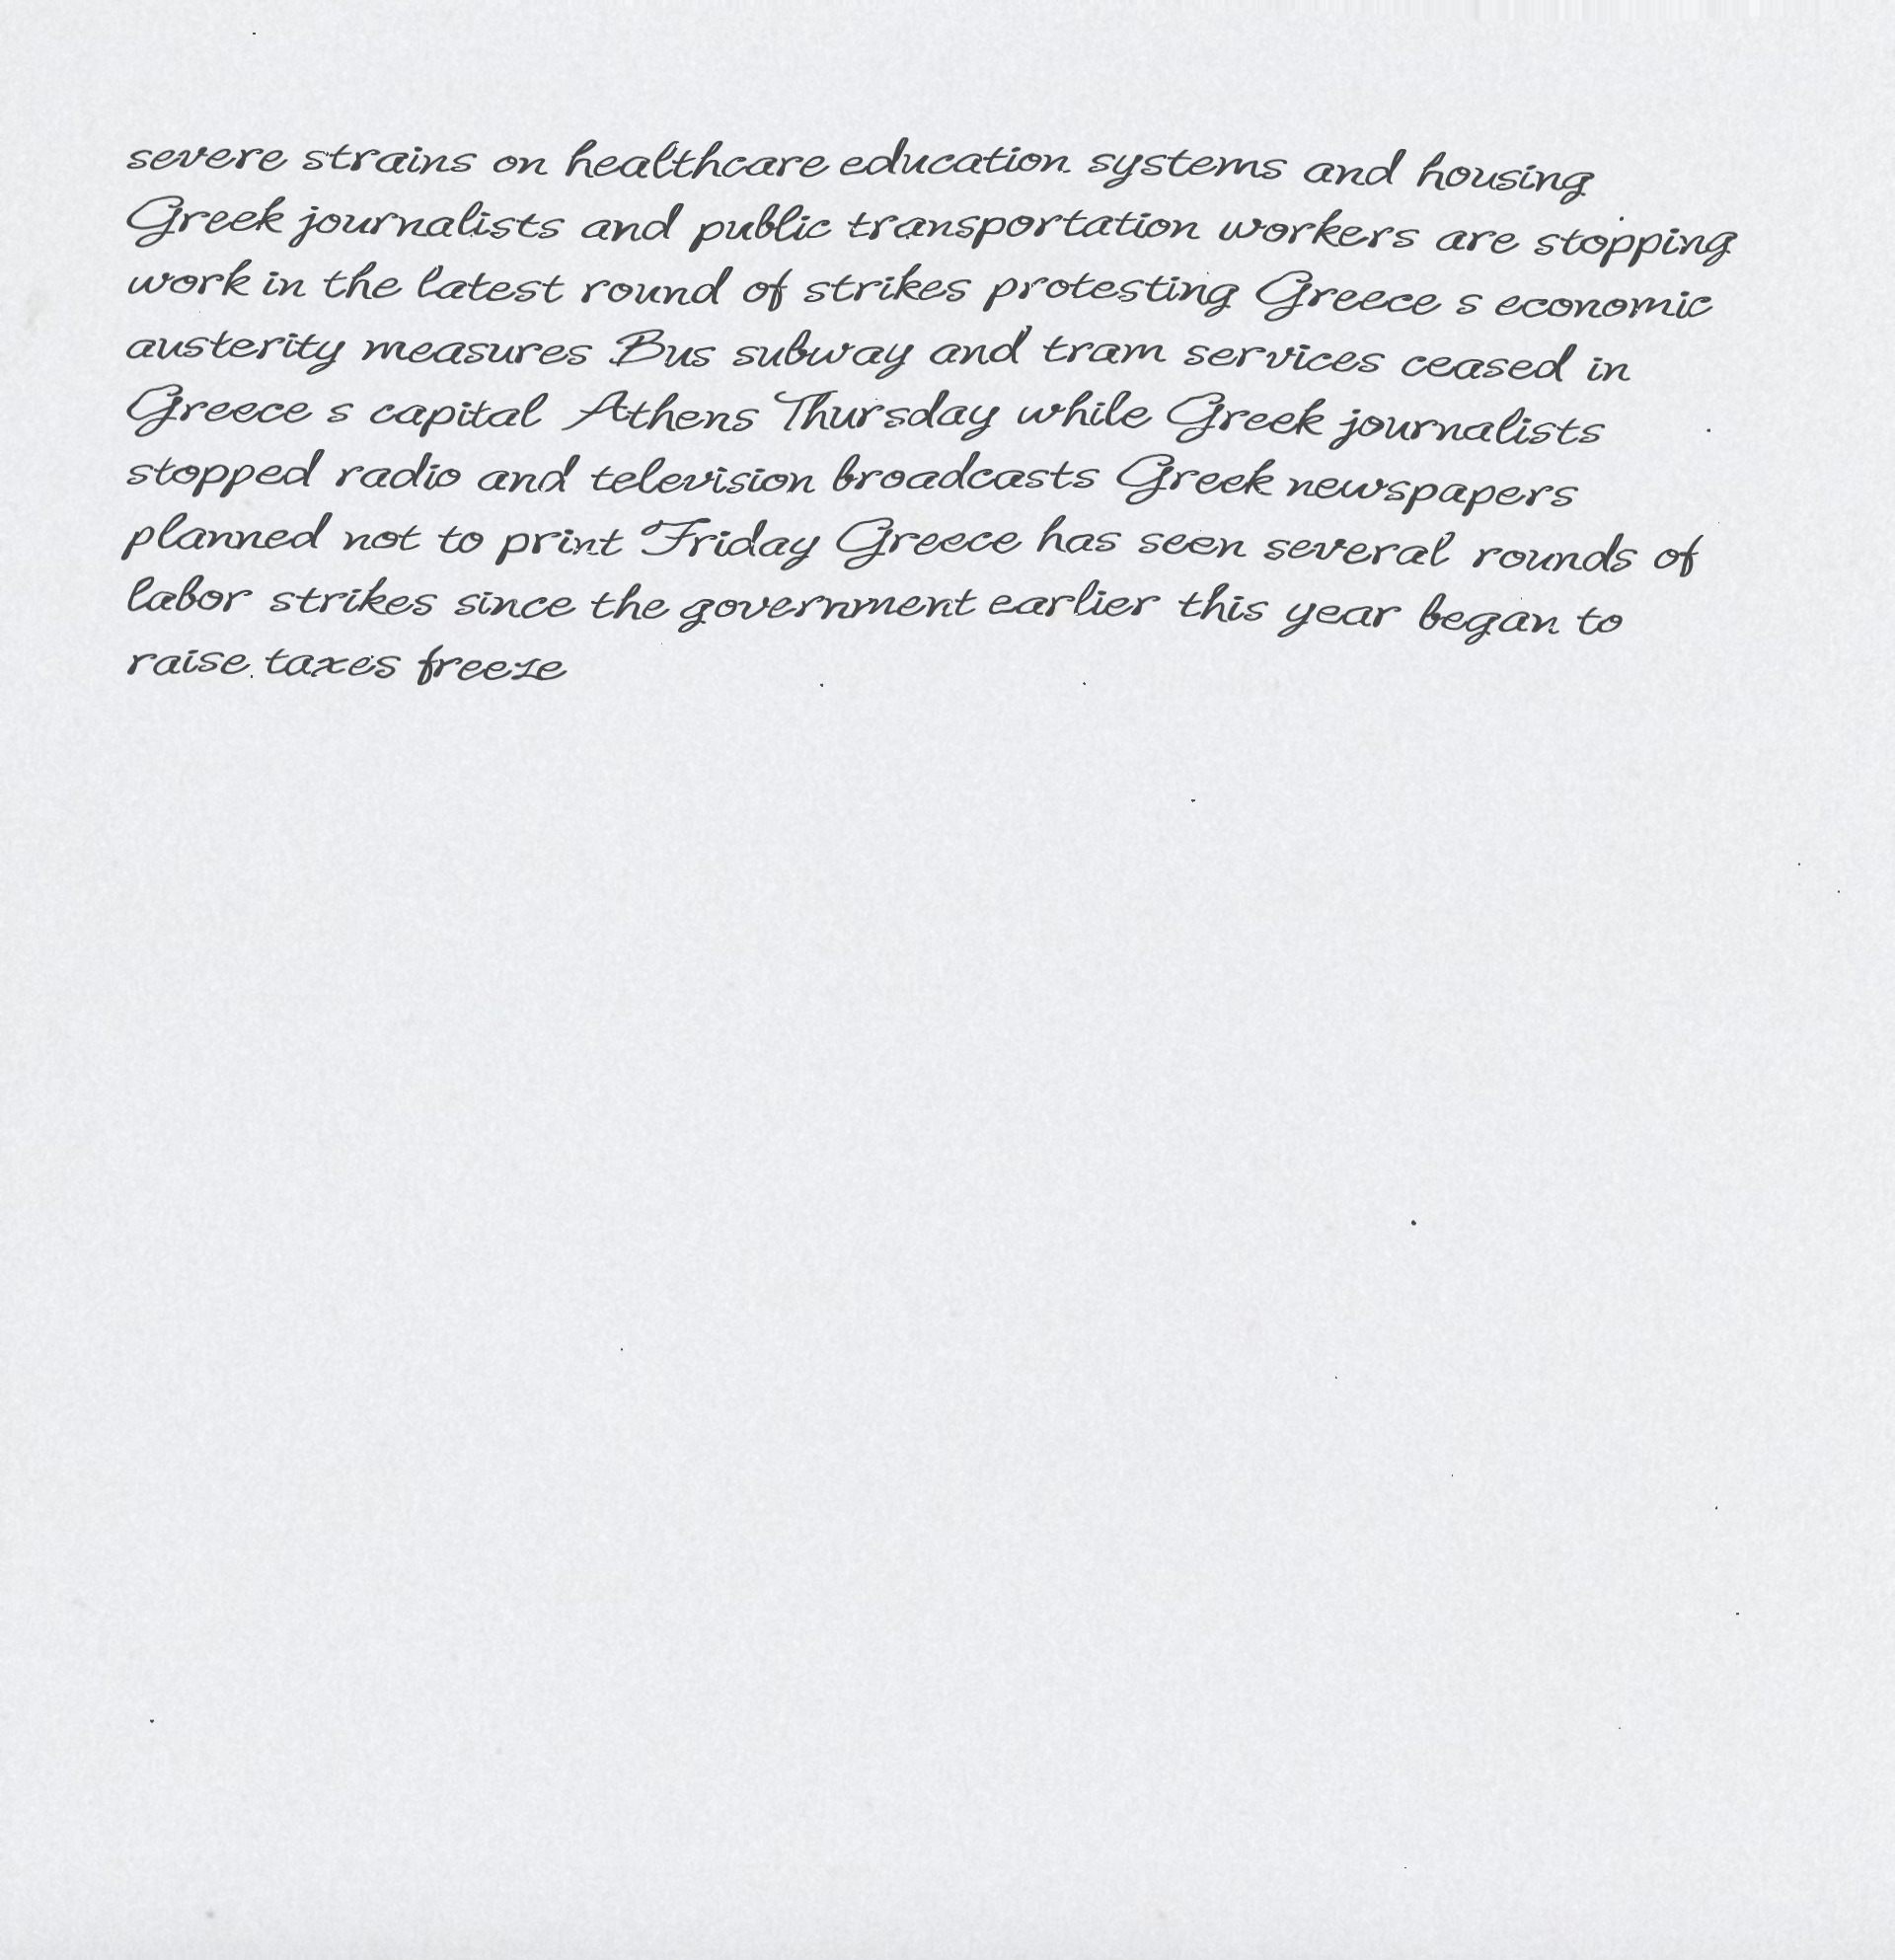 severe strains on healthcare education systems and housing
Greek journalists and public transportation workers are stopping
work in the latest round of strikes protesting Greece s economic
austerity measures Bus subway and tram services ceased in
Greece s capital Athens Thursday while Greek journalists
stopped radio and television broadcasts Greek newspapers
planned not to print Friday Greece has seen several rounds of
labor strikes since the government earlier this year began to
raise taxes freeze